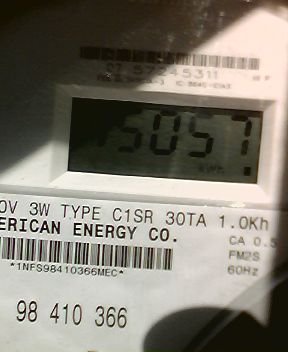 5057
KWH
0V 3W TYPE C1SR 30TA 1.0Kh
ERICAN ENERGY CO.
CA 0.5
*1NFS98410366MEC*
FM2S
60Hz
98 410 366